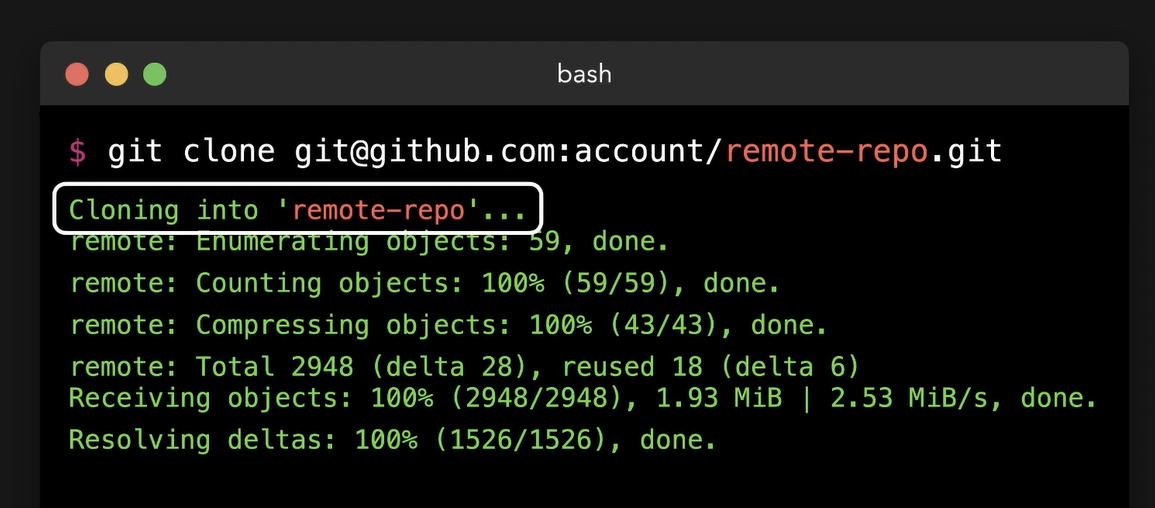 bash
$ git clone git@github.com:account/remote-repo.git
Cloning into 'remote-repo'...
remote: Enumerating objects: 59, done.
remote: Counting objects: 100% (59/59), done.
remote: Compressing objects: 100% (43/43), done.
remote: Total 2948 (delta 28), reused 18 (delta 6)
Receiving objects: 100% (2948/2948), 1.93 MiB | 2.53 MiB/s, done.
Resolving deltas: 100% (1526/1526), done.